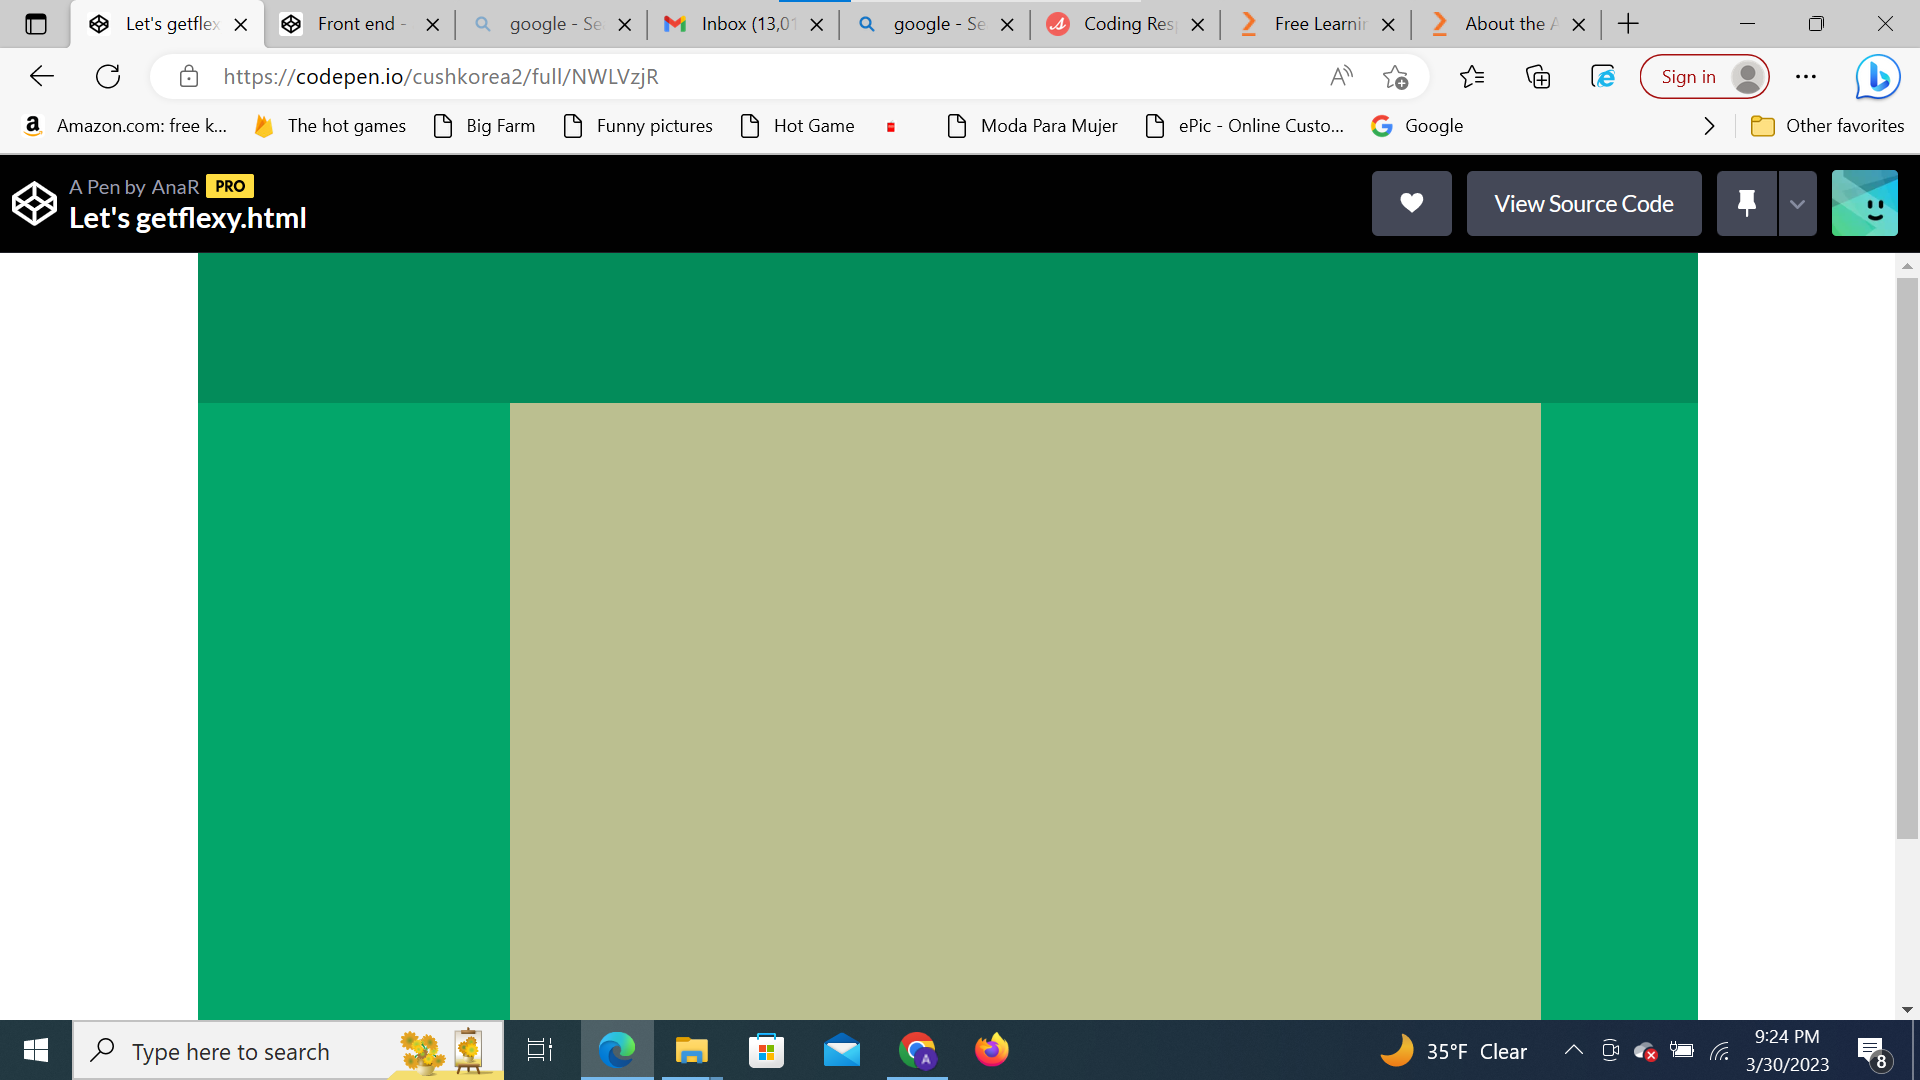 Let's getflex
Front end -
google - Se
Inbox (13,01
google - Se
Coding Res
Free Learnin
About the A
https://codepen.io/cushkorea2/full/NWLVzjR
Sign in
Amazon.com: free k...
The hot games
Big Farm
Funny pictures
Hot Game
Moda Para Mujer
ePic - Online Custo...
Google
Other favorites
A Pen by AnaR PRO
Let's getflexy.html
View Source Code
Type here to search
35°F Clear
9:24 PM
3/30/2023
8